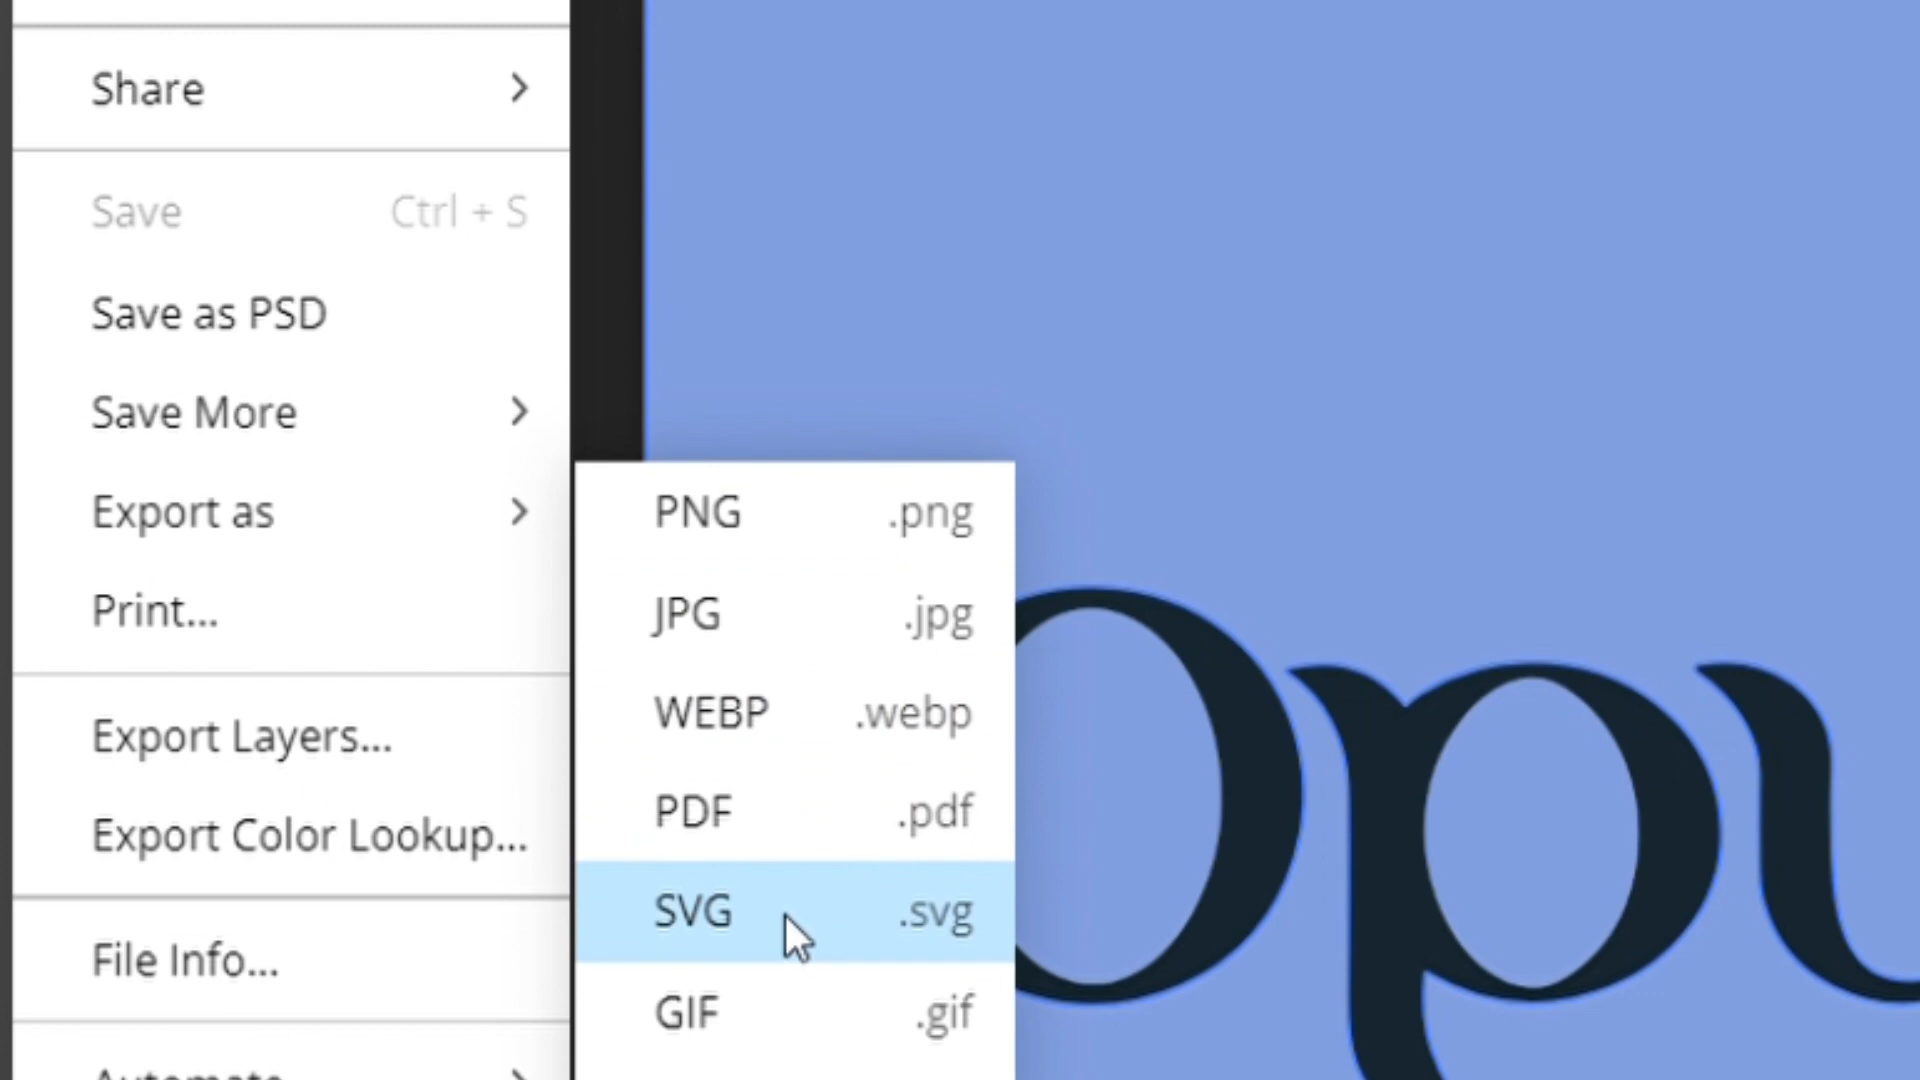 Share
Save Ctrl + S
Save as PSD
Save More
Export as
Print...
Export Layers...
Export Color Lookup...
File Info...
Automate
PNG .png
JPG .jpg
WEBP .webp
PDF .pdf
SVG .svg
GIF .gif